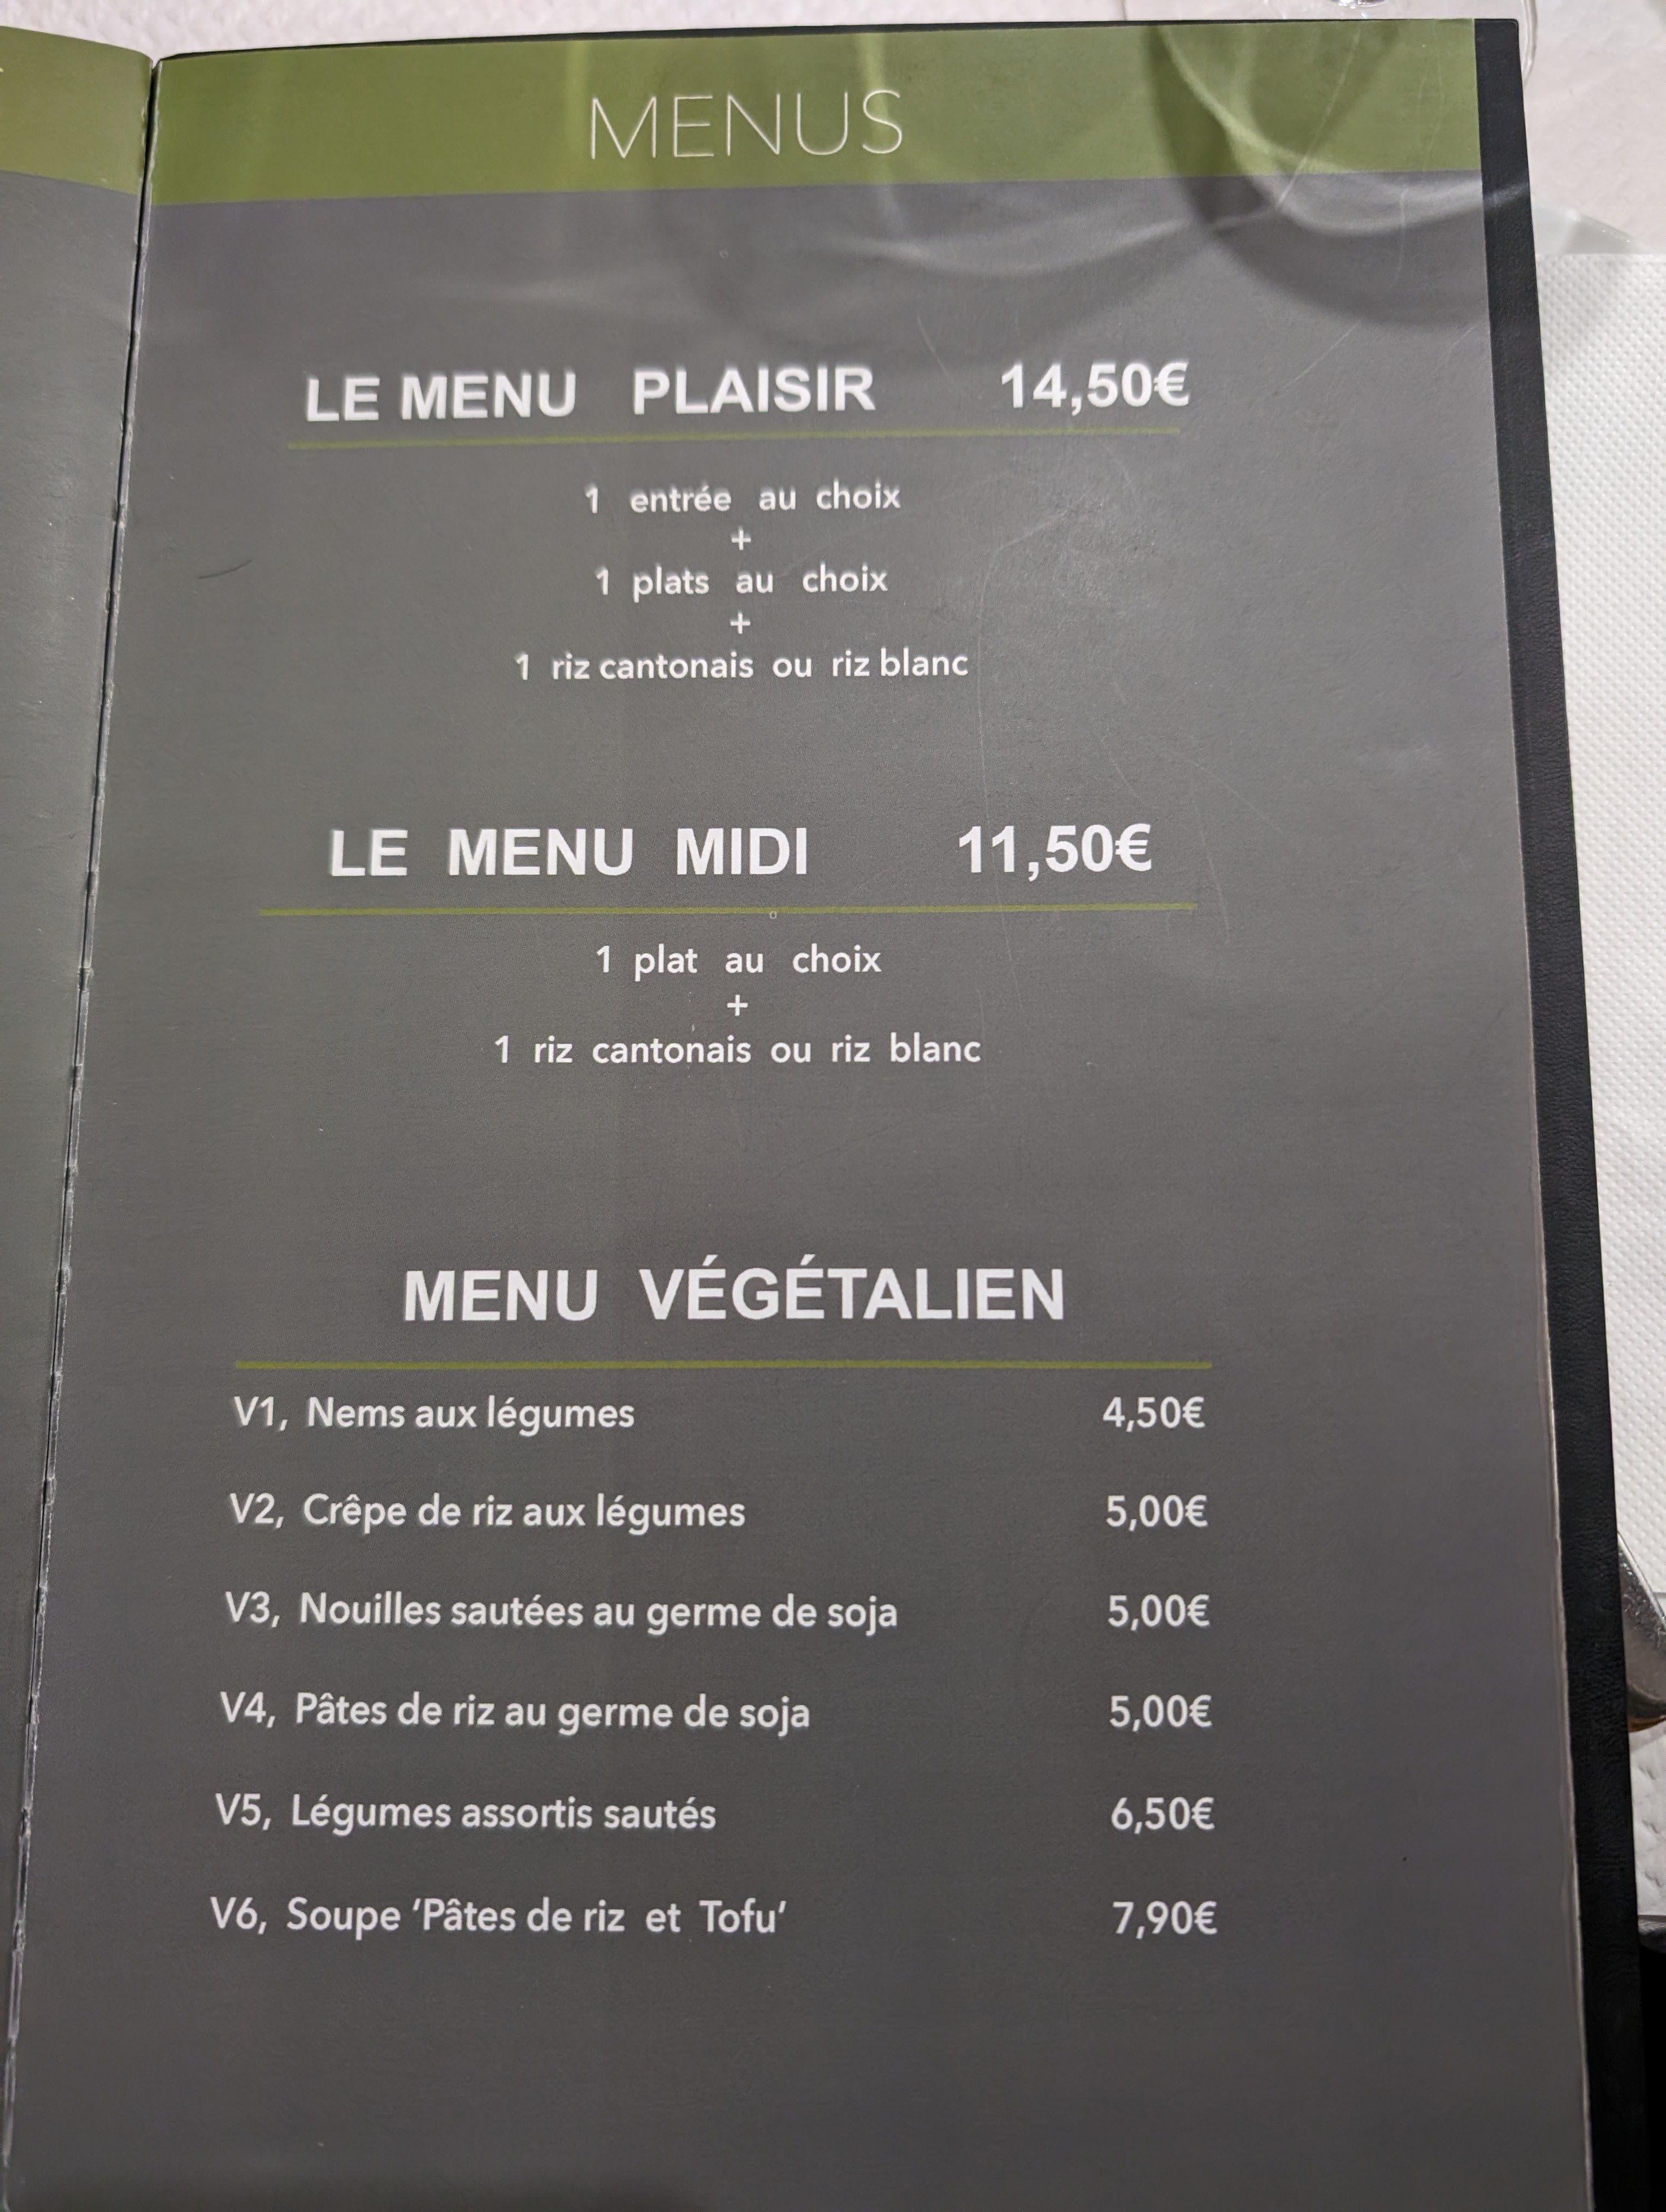 MENUS
LE MENU PLAISIR 14,50€
1 entrée au choix
+
1 plats au choix
+
1 riz cantonais ou riz blanc
LE MENU MIDI 11,50€
1 plat au choix
+
1 riz cantonais ou riz blanc
MENU VÉGÉTALIEN
V1, Nems aux légumes 4,50€
V2, Crêpe de riz aux légumes 5,00€
V3, Nouilles sautées au germe de soja 5,00€
V4, Pâtes de riz au germe de soja 5,00€
V5, Légumes assortis sautés 6,50€
V6, Soupe ‘Pâtes de riz et Tofu’ 7,90€